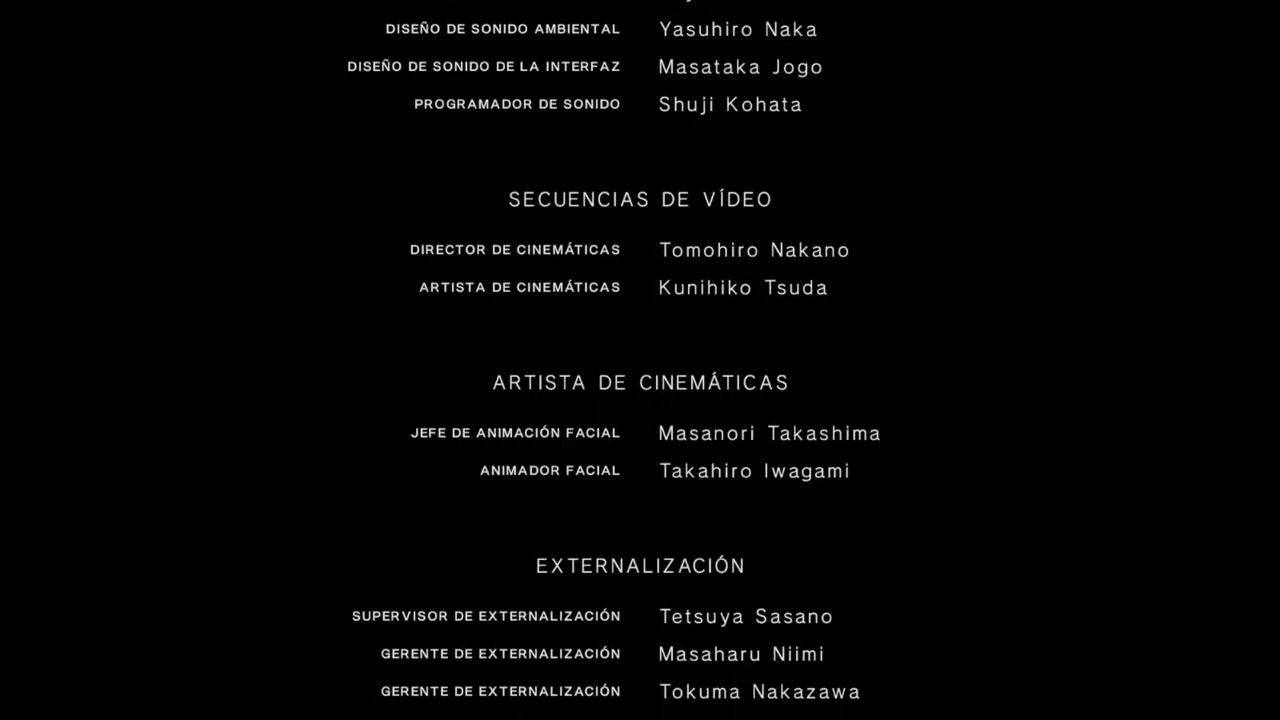 DISEÑO DE SONIDO AMBIENTAL Yasuhiro Naka
DISEÑO DE SONIDO DE LA INTERFAZ Masataka Jogo
PROGRAMADOR DE SONIDO Shuji Kohata
SECUENCIAS DE VÍDEO
DIRECTOR DE CINEMÁTICAS Tomohiro Nakano
ARTISTA DE CINEMÁTICAS Kunihiko Tsuda
ARTISTA DE CINEMÁTICAS
JEFE DE ANIMACIÓN FACIAL Masanori Takashima
ANIMADOR FACIAL Takahiro Iwagami
EXTERNALIZACIÓN
SUPERVISOR DE EXTERNALIZACIÓN Tetsuya Sasano
GERENTE DE EXTERNALIZACIÓN Masaharu Niimi
GERENTE DE EXTERNALIZACIÓN Tokuma Nakazawa